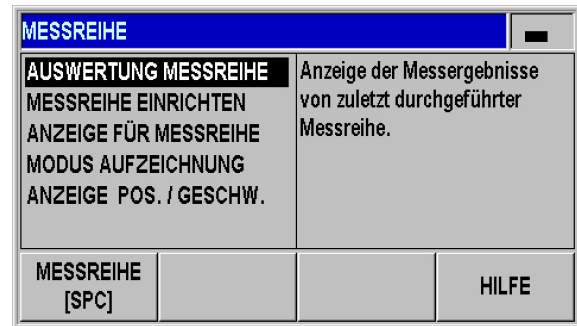 MESSREIHE
AUSWERTUNG MESSREIHE
MESSREIHE EINRICHTEN
ANZEIGE FÜR MESSREIHE
MODUS AUFZEICHNUNG
ANZEIGE POS. / GESCHW.
Anzeige der Messergebnisse
von zuletzt durchgeführter
Messreihe.
MESSREIHE
[SPC]
HILFE